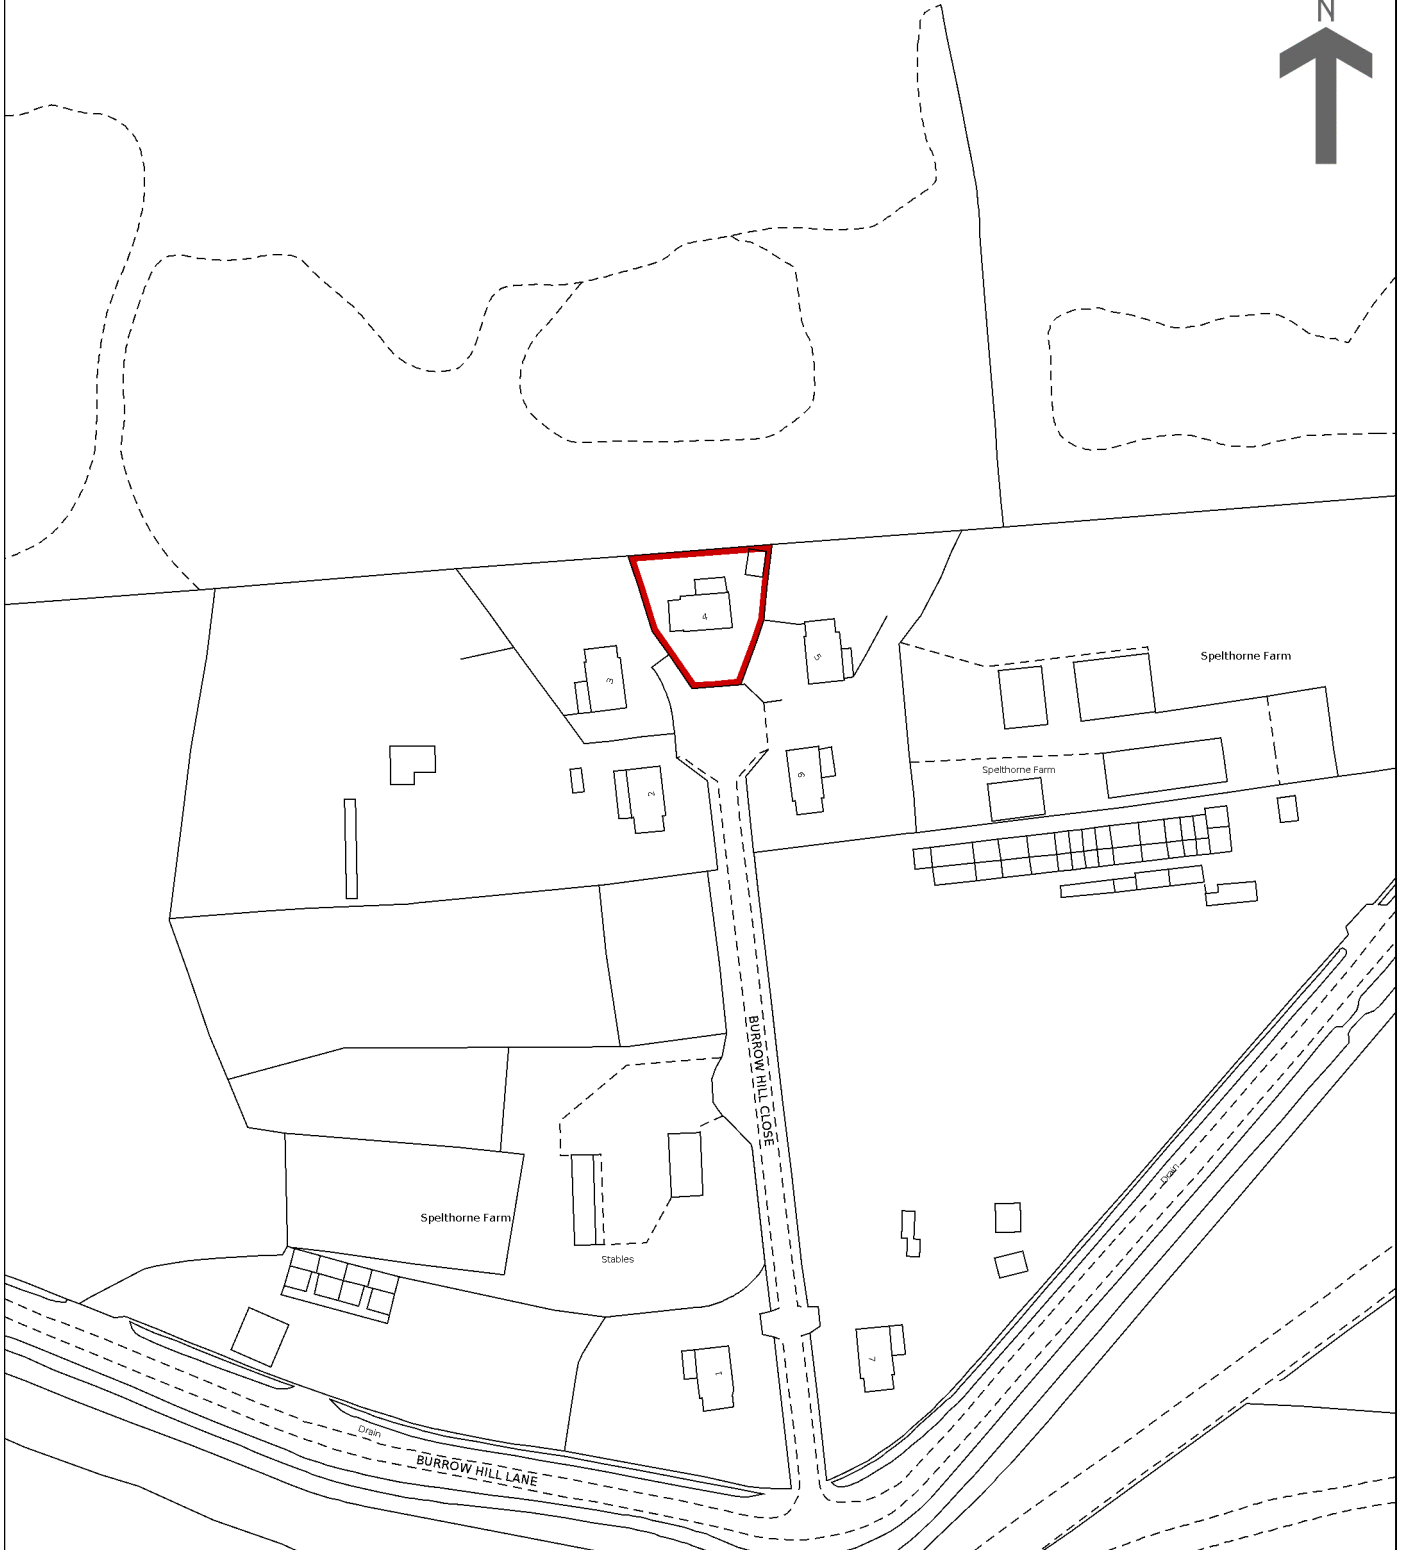 N
4
Spelthorne Farm
5
3
Spelthorne Farm
6
2
BURROW HILL CLOSE
Drain
Spelthorne Farm
Stables
7
1
Drain
BURROW HILL LANE